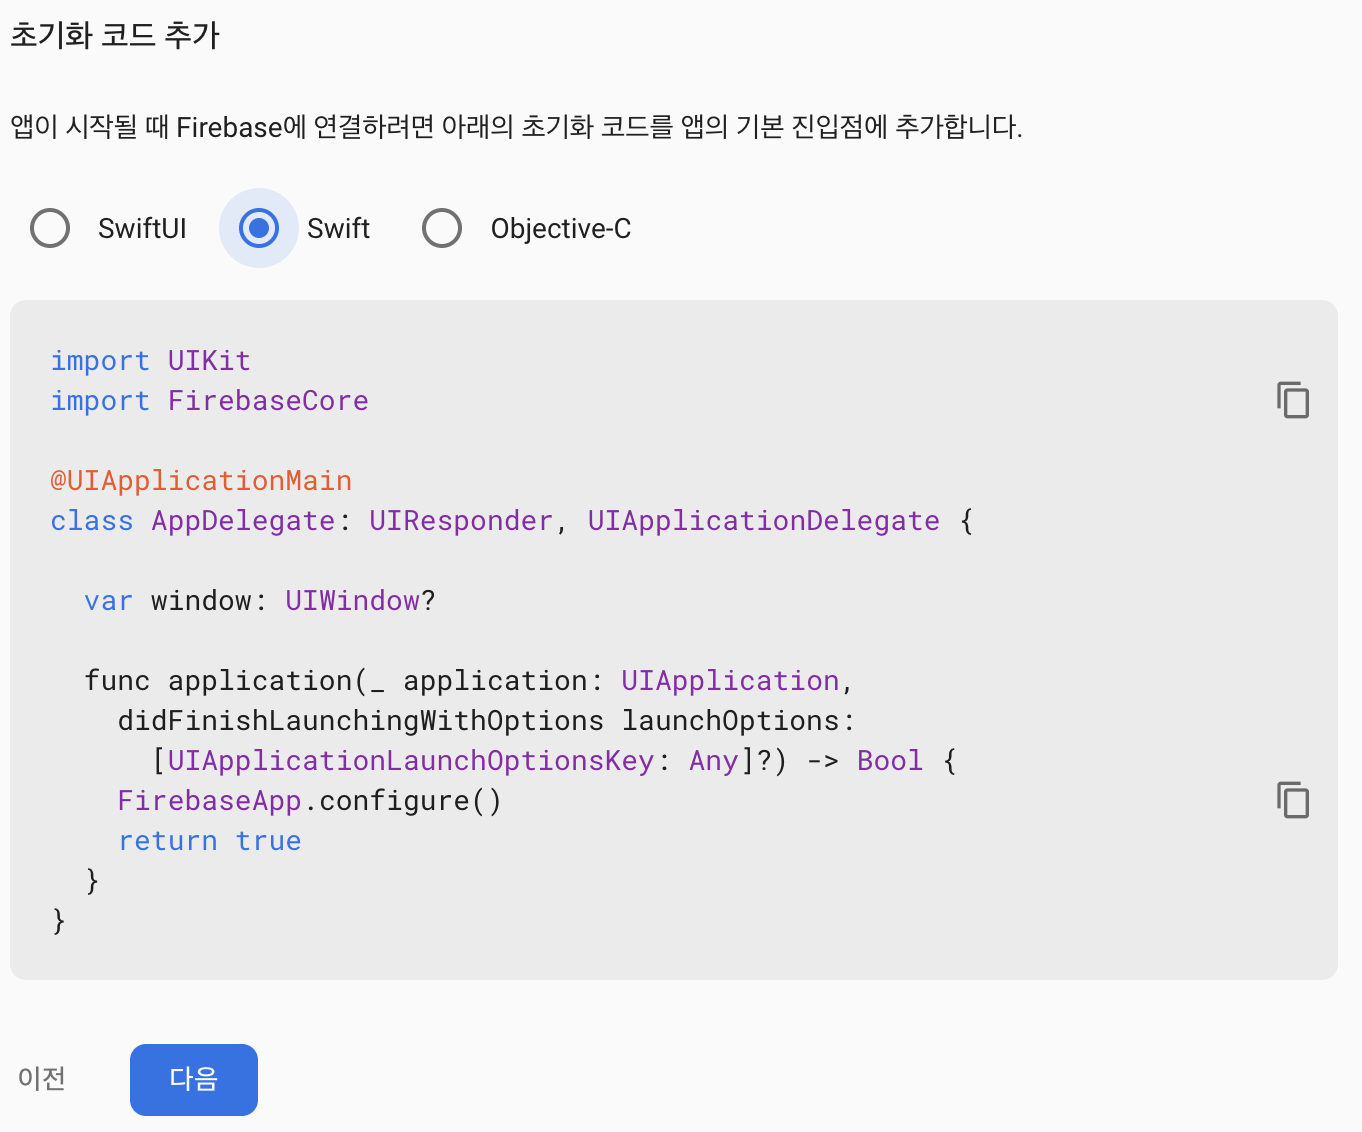 초기화 코드 추가
앱이 시작될 때 Firebase에 연결하려면 아래의 초기화 코드를 앱의 기본 진입점에 추가합니다.
SwiftUI Swift Objective-C
import UIKit
import FirebaseCore
@UIApplicationMain
class AppDelegate: UIResponder, UIApplicationDelegate {
  var window: UIWindow?
  func application(_ application: UIApplication,
    didFinishLaunchingWithOptions launchOptions:
      [UIApplicationLaunchOptionsKey: Any]?) -> Bool {
    FirebaseApp.configure()
    return true
  }
}
이전 다음